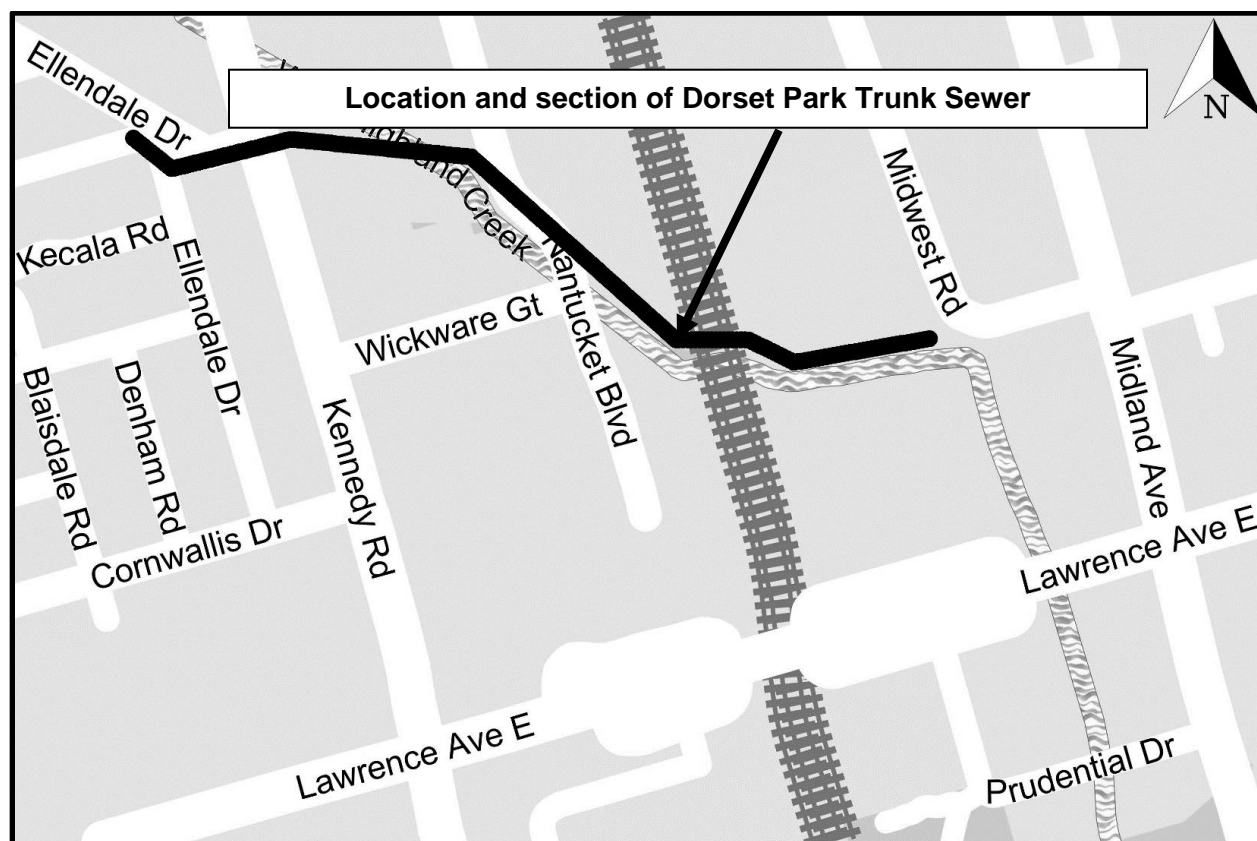 Ellendale Dr
Location and section of Dorset Park Trunk Sewer
N
Creek
Midwest Rd
Kecala Rd
Ellendale Dr
Nantucket Blvd
Wickware Gt
Blaisdale Rd
Denham Rd
Kennedy Rd
Midland Ave
Cornwallis Dr
Lawrence Ave E
Lawrence Ave E
Prudential Dr